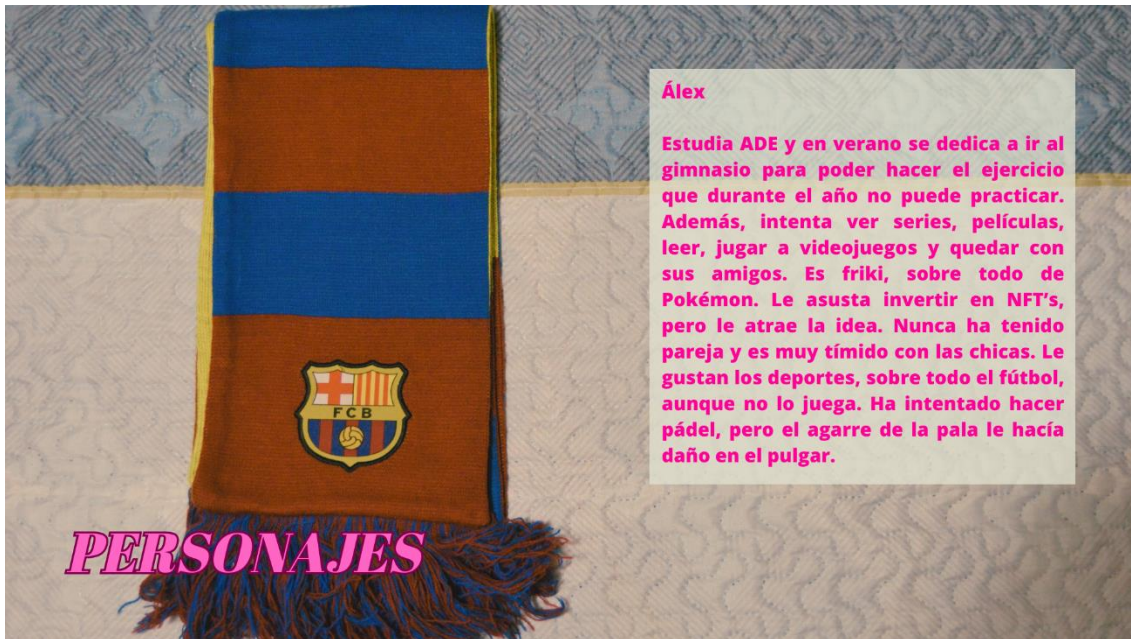 Álex
Estudia ADE y en verano se dedica a ir al
gimnasio para poder hacer el ejercicio
que durante el año no puede practicar.
Además, intenta ver series, películas,
leer, jugar a videojuegos y quedar con
sus amigos. Es friki, sobre todo de
Pokémon. Le asusta invertir en NFT’s,
pero le atrae la idea. Nunca ha tenido
pareja y es muy tímido con las chicas. Le
gustan los deportes, sobre todo el fútbol,
aunque no lo juega. Ha intentado hacer
pádel, pero el agarre de la pala le hacía
daño en el pulgar.
FCB
PERSONAJES